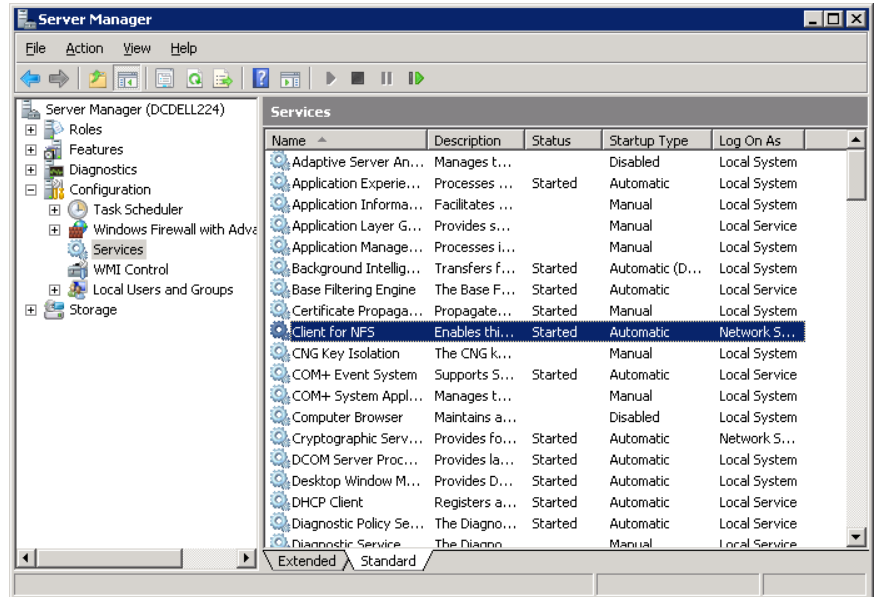 Server Manager
File Action View Help
Server Manager (DCDELL224)
Roles
Features
Diagnostics
Configuration
Task Scheduler
Windows Firewall with Adva
Services
WMI Control
Local Users and Groups
Storage
Services
Name Description Status Startup Type Log On As
Adaptive Server An... Manages t... Disabled Local System
Application Experie... Processes ... Started Automatic Local System
Application Informa... Facilitates ... Manual Local System
Application Layer G... Provides s... Manual Local Service
Application Manage... Processes i... Manual Local System
Background Intellig... Transfers f... Started Automatic (D... Local System
Base Filtering Engine The Base F... Started Automatic Local Service
Certificate Propaga... Propagate... Started Manual Local System
Client for NFS Enables thi... Started Automatic Network S...
CNG Key Isolation The CNG k... Manual Local System
COM+ Event System Supports S... Started Automatic Local Service
COM+ System Appl... Manages t... Manual Local System
Computer Browser Maintains a... Disabled Local System
Cryptographic Serv... Provides fo... Started Automatic Network S...
DCOM Server Proc... Provides la... Started Automatic Local System
Desktop Window M... Provides D... Started Automatic Local System
DHCP Client Registers a... Started Automatic Local Service
Diagnostic Policy Se... The Diagno... Started Automatic Local Service
Diagnostic Service The Diagno Manual Local Service
Extended Standard